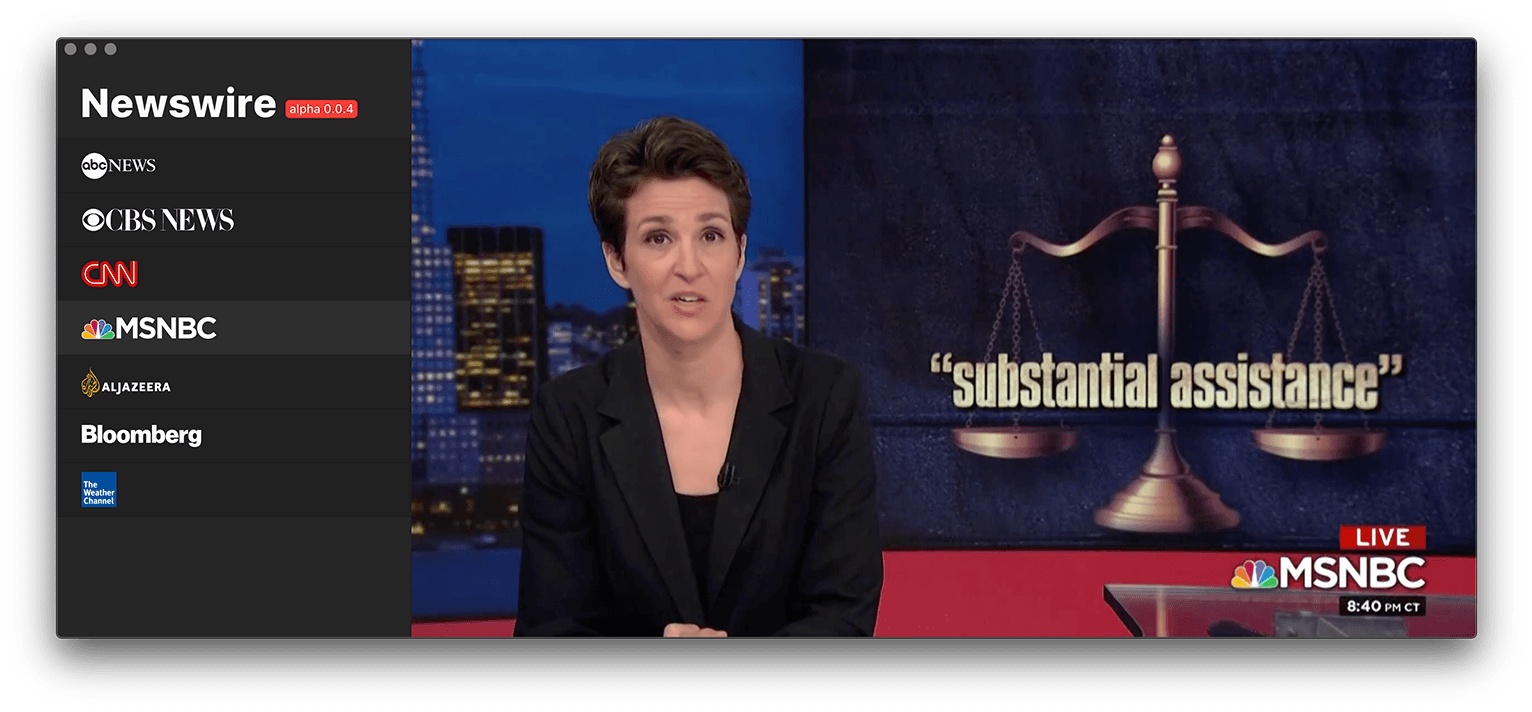 Newswire alpha 0.0.4
abc NEWS
CBS NEWS
CNN
MSNBC
ALJAZEERA
Bloomberg
The
Weather
Channel
“substantial assistance”
LIVE
MSNBC
8:40 PM CT